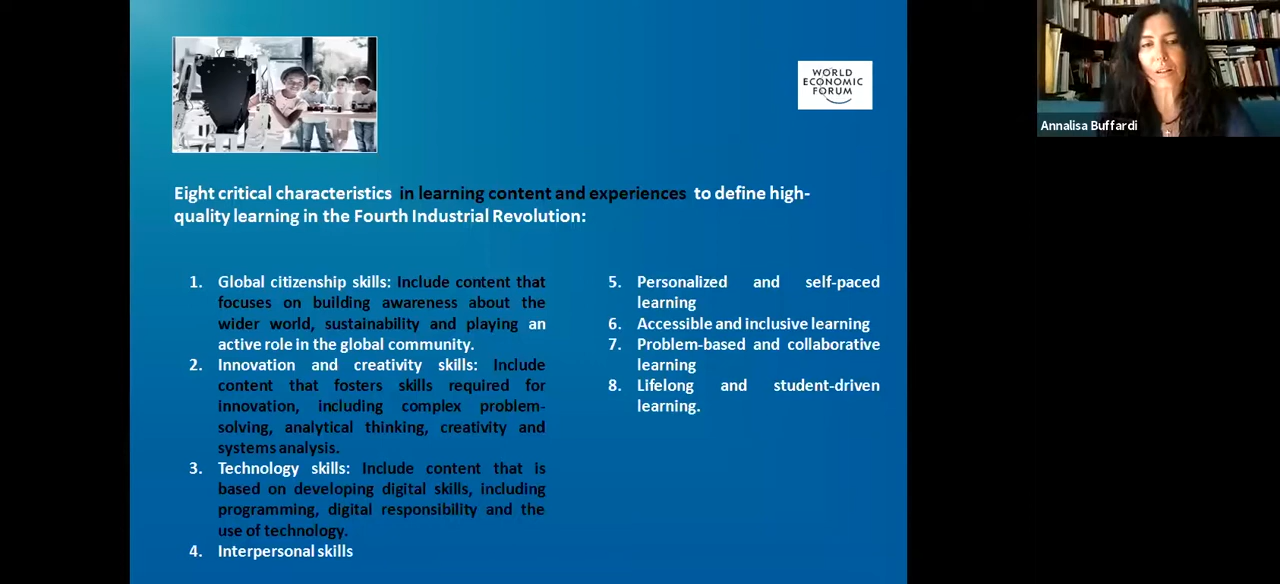 WORLD
ECONOMIC
FORUM
Annalisa Buffardi
Eight critical characteristics in learning content and experiences to define high-
quality learning in the Fourth Industrial Revolution:
1. Global citizenship skills: Include content that
focuses on building awareness about the
wider world, sustainability and playing an
active role in the global community.
2. Innovation and creativity skills: Include
content that fosters skills required for
innovation, including complex problem-
solving, analytical thinking, creativity and
systems analysis.
3. Technology skills: Include content that is
based on developing digital skills, including
programming, digital responsibility and the
use of technology.
4. Interpersonal skills
5. Personalized and self-paced
learning
6. Accessible and inclusive learning
7. Problem-based and collaborative
learning
8. Lifelong and student-driven
learning.